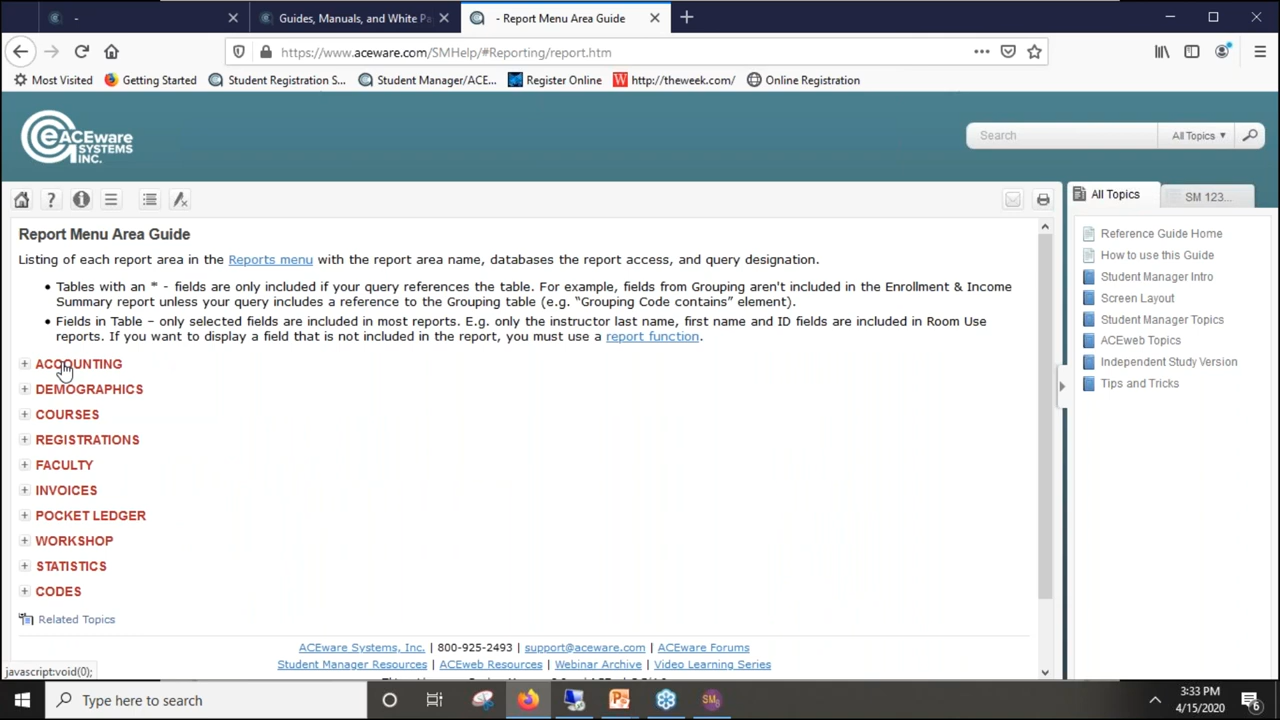 -
Guides, Manuals, and White Pa
- Report Menu Area Guide
https://www.aceware.com/SMHelp/#Reporting/report.htm
Most Visited
Getting Started
Student Registration S...
Student Manager/ACE...
Register Online
http://theweek.com/
Online Registration
ACEware
SYSTEMS
INC.
Search
All Topics
All Topics
SM 123...
Report Menu Area Guide
Listing of each report area in the Reports menu with the report area name, databases the report access, and query designation.
Tables with an * - fields are only included if your query references the table. For example, fields from Grouping aren't included in the Enrollment & Income
Summary report unless your query includes a reference to the Grouping table (e.g. “Grouping Code contains” element).
Fields in Table – only selected fields are included in most reports. E.g. only the instructor last name, first name and ID fields are included in Room Use
reports. If you want to display a field that is not included in the report, you must use a report function.
ACCOUNTING
DEMOGRAPHICS
COURSES
REGISTRATIONS
FACULTY
INVOICES
POCKET LEDGER
WORKSHOP
STATISTICS
CODES
Related Topics
ACEware Systems, Inc. | 800-925-2493 | support@aceware.com | ACEware Forums
Student Manager Resources | ACEweb Resources | Webinar Archive | Video Learning Series
Reference Guide Home
How to use this Guide
Student Manager Intro
Screen Layout
Student Manager Topics
ACEweb Topics
Independent Study Version
Tips and Tricks
javascript:void(0);
Type here to search
3:33 PM
4/15/2020
6